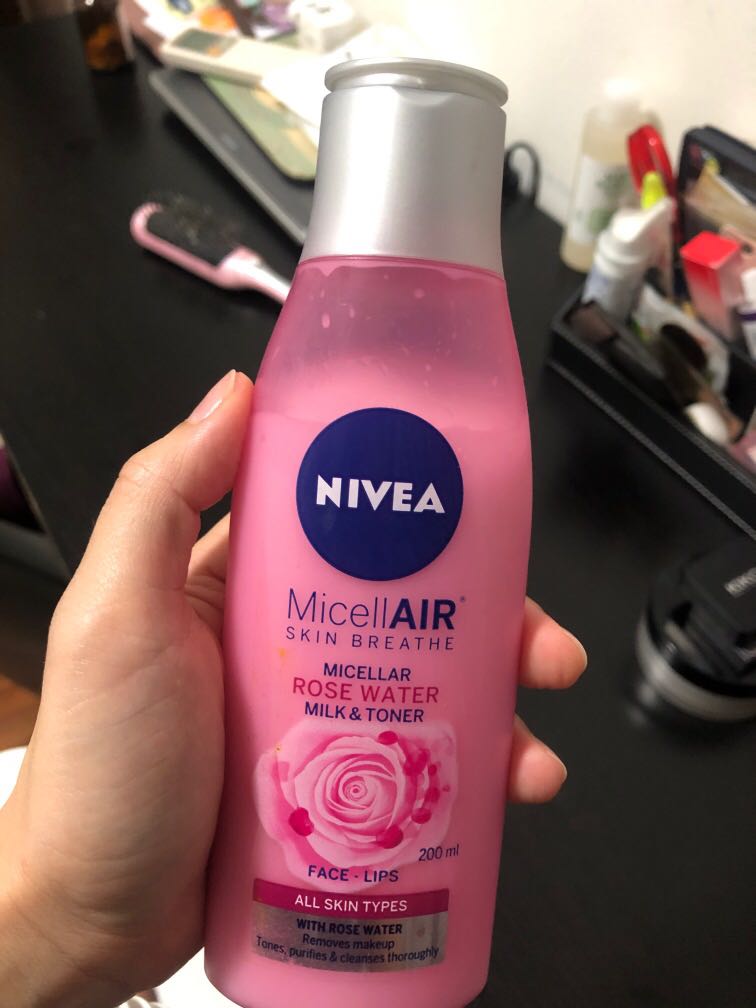 NIVEA
MicellAIR®
SKIN BREATHE
MICELLAR
ROSE WATER
MILK & TONER
200 ml
FACE - LIPS
ALL SKIN TYPES
WITH ROSE WATER
Removes makeup
Tones, purifies & cleanses thoroughly